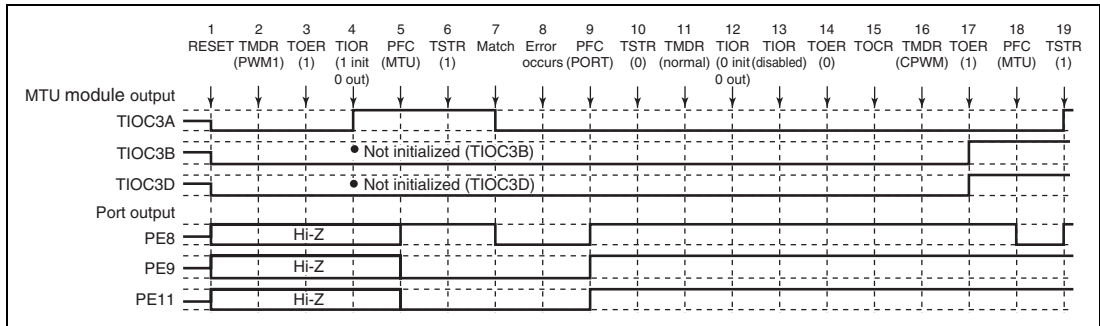 1 2 3 4 5 6 7 8 9 10 11 12 13 14 15 16 17 18 19
RESET TMDR TOER TIOR PFC TSTR Match Error PFC TSTR TMDR TIOR TIOR TOER TOCR TMDR TOER PFC TSTR
(PWM1) (1) (1 init (MTU) (1) occurs (PORT) (0) (normal) (0 init (disabled) (0) (CPWM) (1) (MTU) (1)
0 out) 0 out)
MTU module output
TIOC3A
TIOC3B • Not initialized (TIOC3B)
TIOC3D • Not initialized (TIOC3D)
Port output
PE8 Hi-Z
PE9 Hi-Z
PE11 Hi-Z